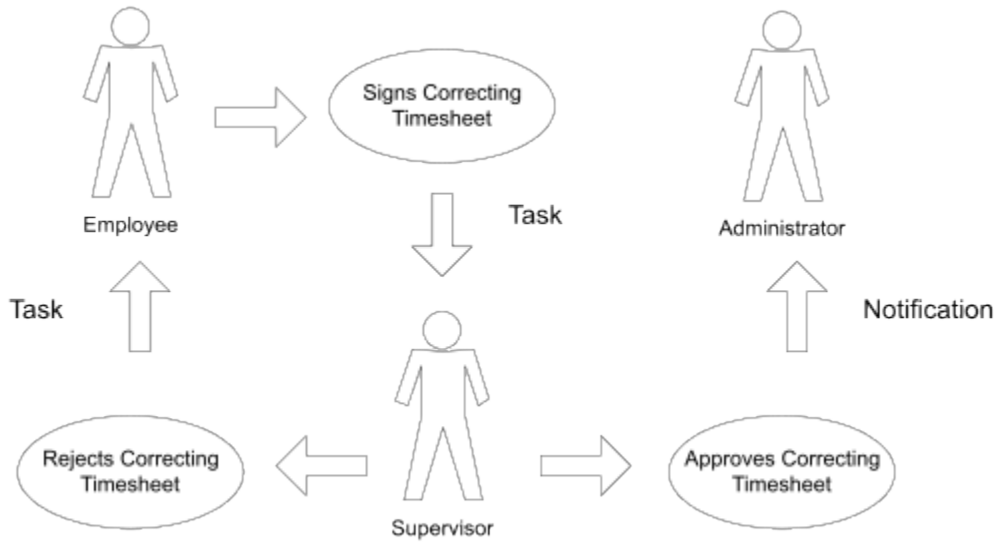 Signs Correcting
Timesheet
Employee
Task
Administrator
Task
Notification
Rejects Correcting
Timesheet
Approves Correcting
Timesheet
Supervisor